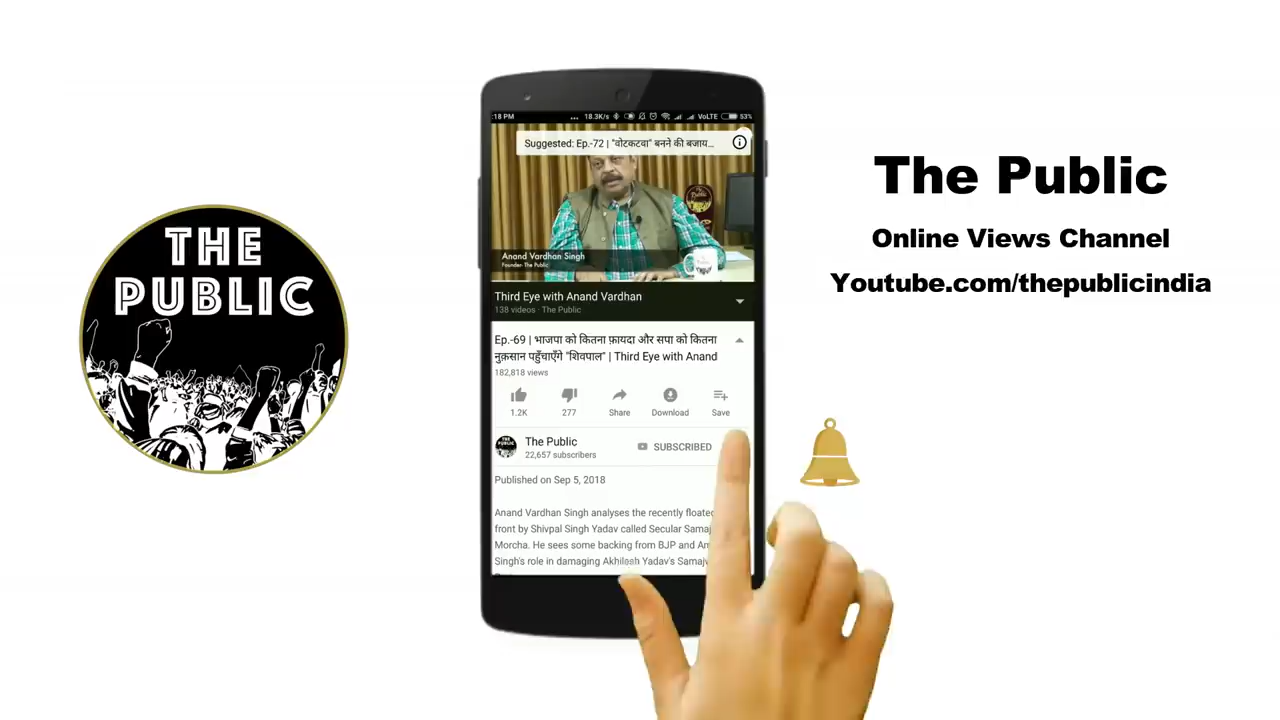 THE
PUBLIC
:18 PM ... 18.3K/s VoLTE 53%
Suggested: Ep.-72 | "वोटकटवा" बनने की बजाय...
Anand Vardhan Singh
Founder- The Public
Third Eye with Anand Vardhan
138 videos · The Public
Ep.-69 | भाजपा को कितना फ़ायदा और सपा को कितना
नुक़सान पहुँचाएँगे "शिवपाल" | Third Eye with Anand
182,818 views
1.2K 277 Share Download Save
The Public
SUBSCRIBED
22,657 subscribers
Published on Sep 5, 2018
Anand Vardhan Singh analyses the recently floated
front by Shivpal Singh Yadav called Secular Samaj
Morcha. He sees some backing from BJP and
Singh's role in damaging Akhilesh Yadav's Samajw
The Public
Online Views Channel
Youtube.com/thepublicindia